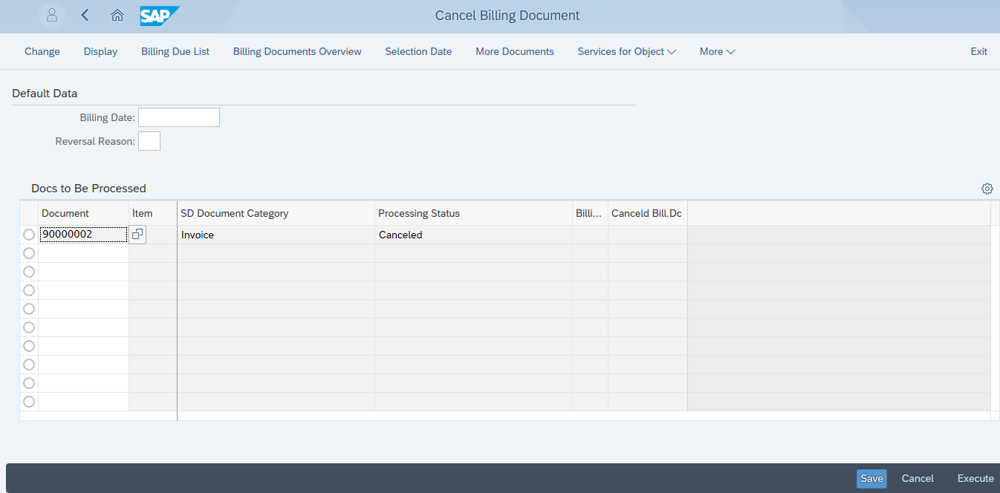 SAP Cancel Billing Document
Change Display Billing Due List Billing Documents Overview Selection Date More Documents Services for Object More Exit
Default Data
Billing Date:
Reversal Reason:
Docs to Be Processed
Document Item SD Document Category Processing Status Billi... Canceld Bill.Dc
90000002 Invoice Canceled
Save Cancel Execute